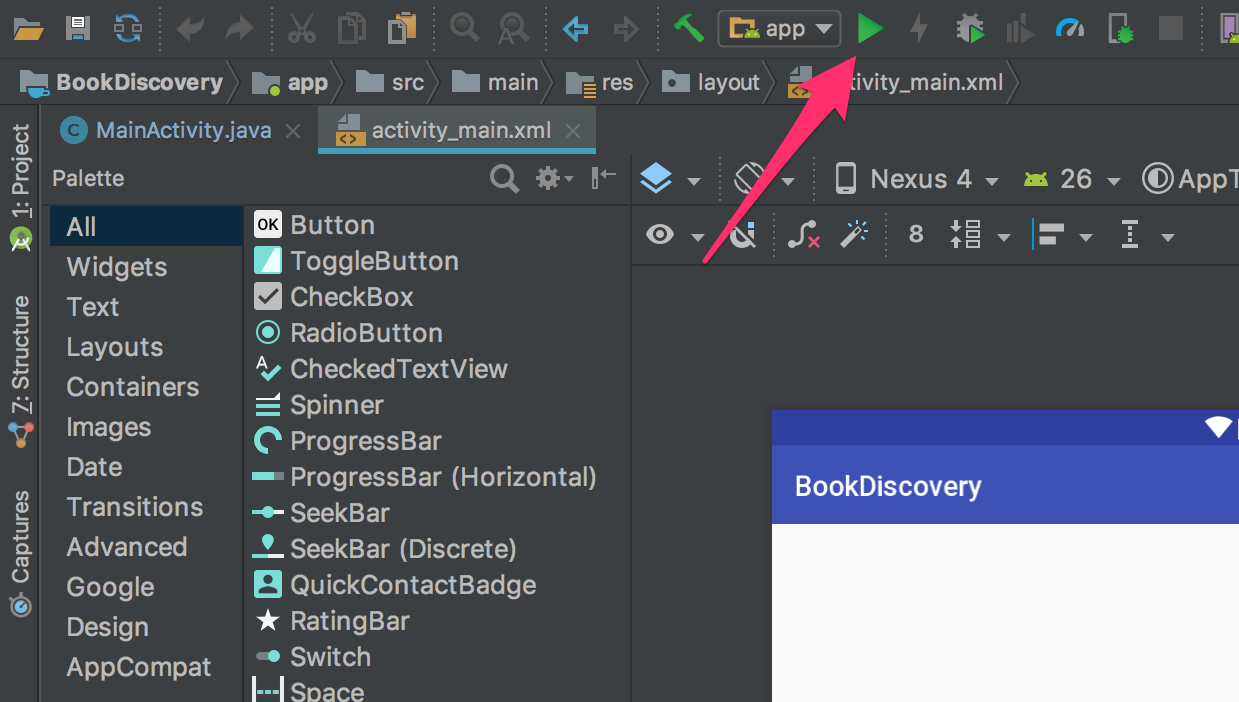 app
BookDiscovery app src main res layout tivity_main.xml
MainActivity.java activity_main.xml
1: Project
7: Structure
Captures
Palette
All
Widgets
Text
Layouts
Containers
Images
Date
Transitions
Advanced
Google
Design
AppCompat
OK Button
ToggleButton
CheckBox
RadioButton
CheckedTextView
Spinner
ProgressBar
ProgressBar (Horizontal)
SeekBar
SeekBar (Discrete)
QuickContactBadge
RatingBar
Switch
Space
Nexus 4 26 AppT
8
BookDiscovery